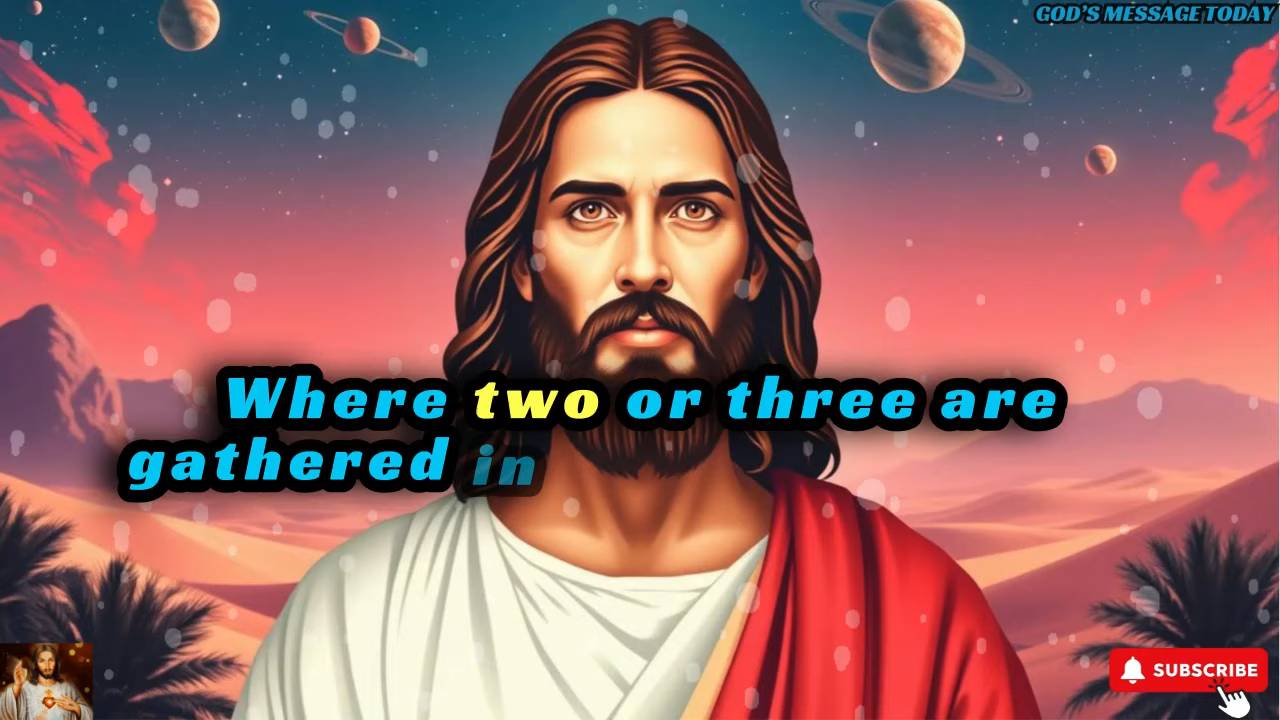 GOD'S MESSAGE TODAY
Where two or three are
gathered in
SUBSCRIBE